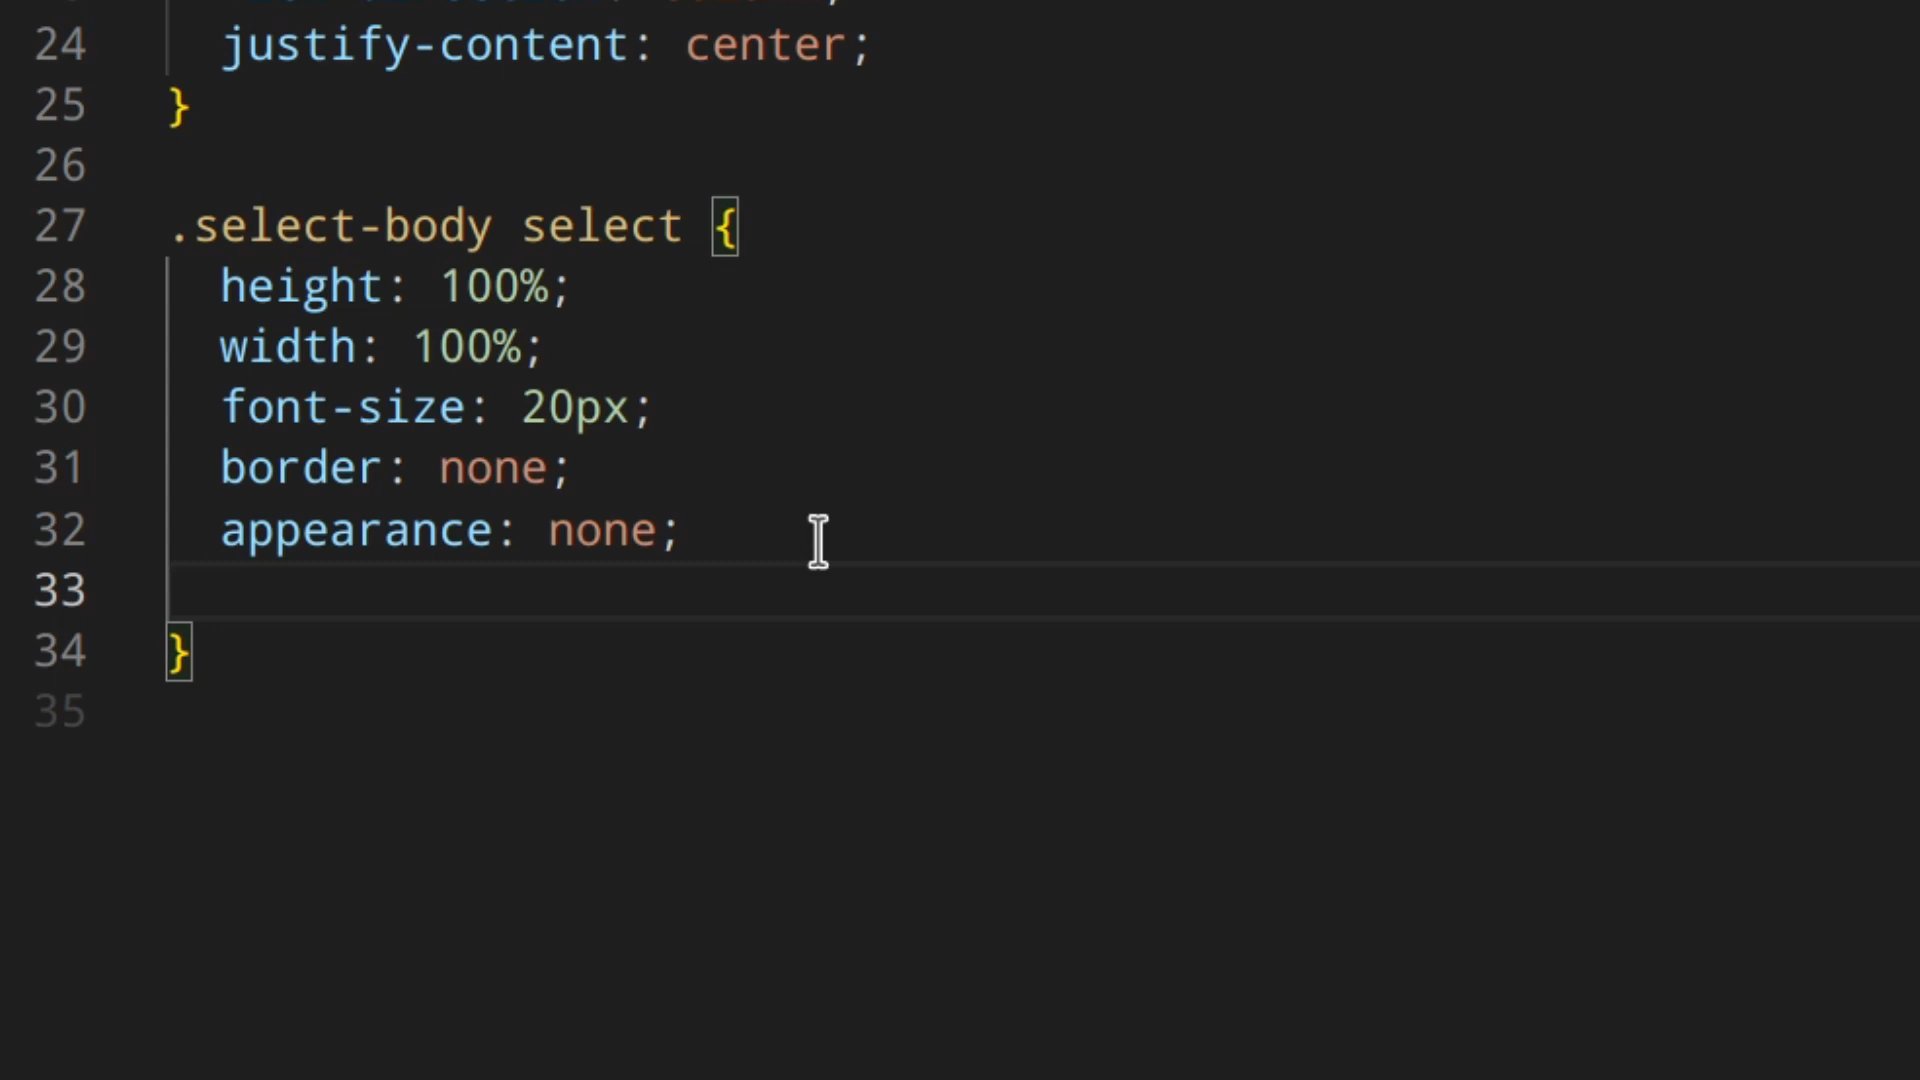 24 justify-content: center;
25 }
26
27 .select-body select {
28 height: 100%;
29 width: 100%;
30 font-size: 20px;
31 border: none;
32 appearance: none;
33
34 }
35